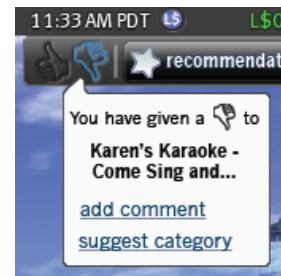 11:33 AM PDT L$ L$0
recommendat
You have given a to
Karen's Karaoke -
Come Sing and...
add comment
suggest category